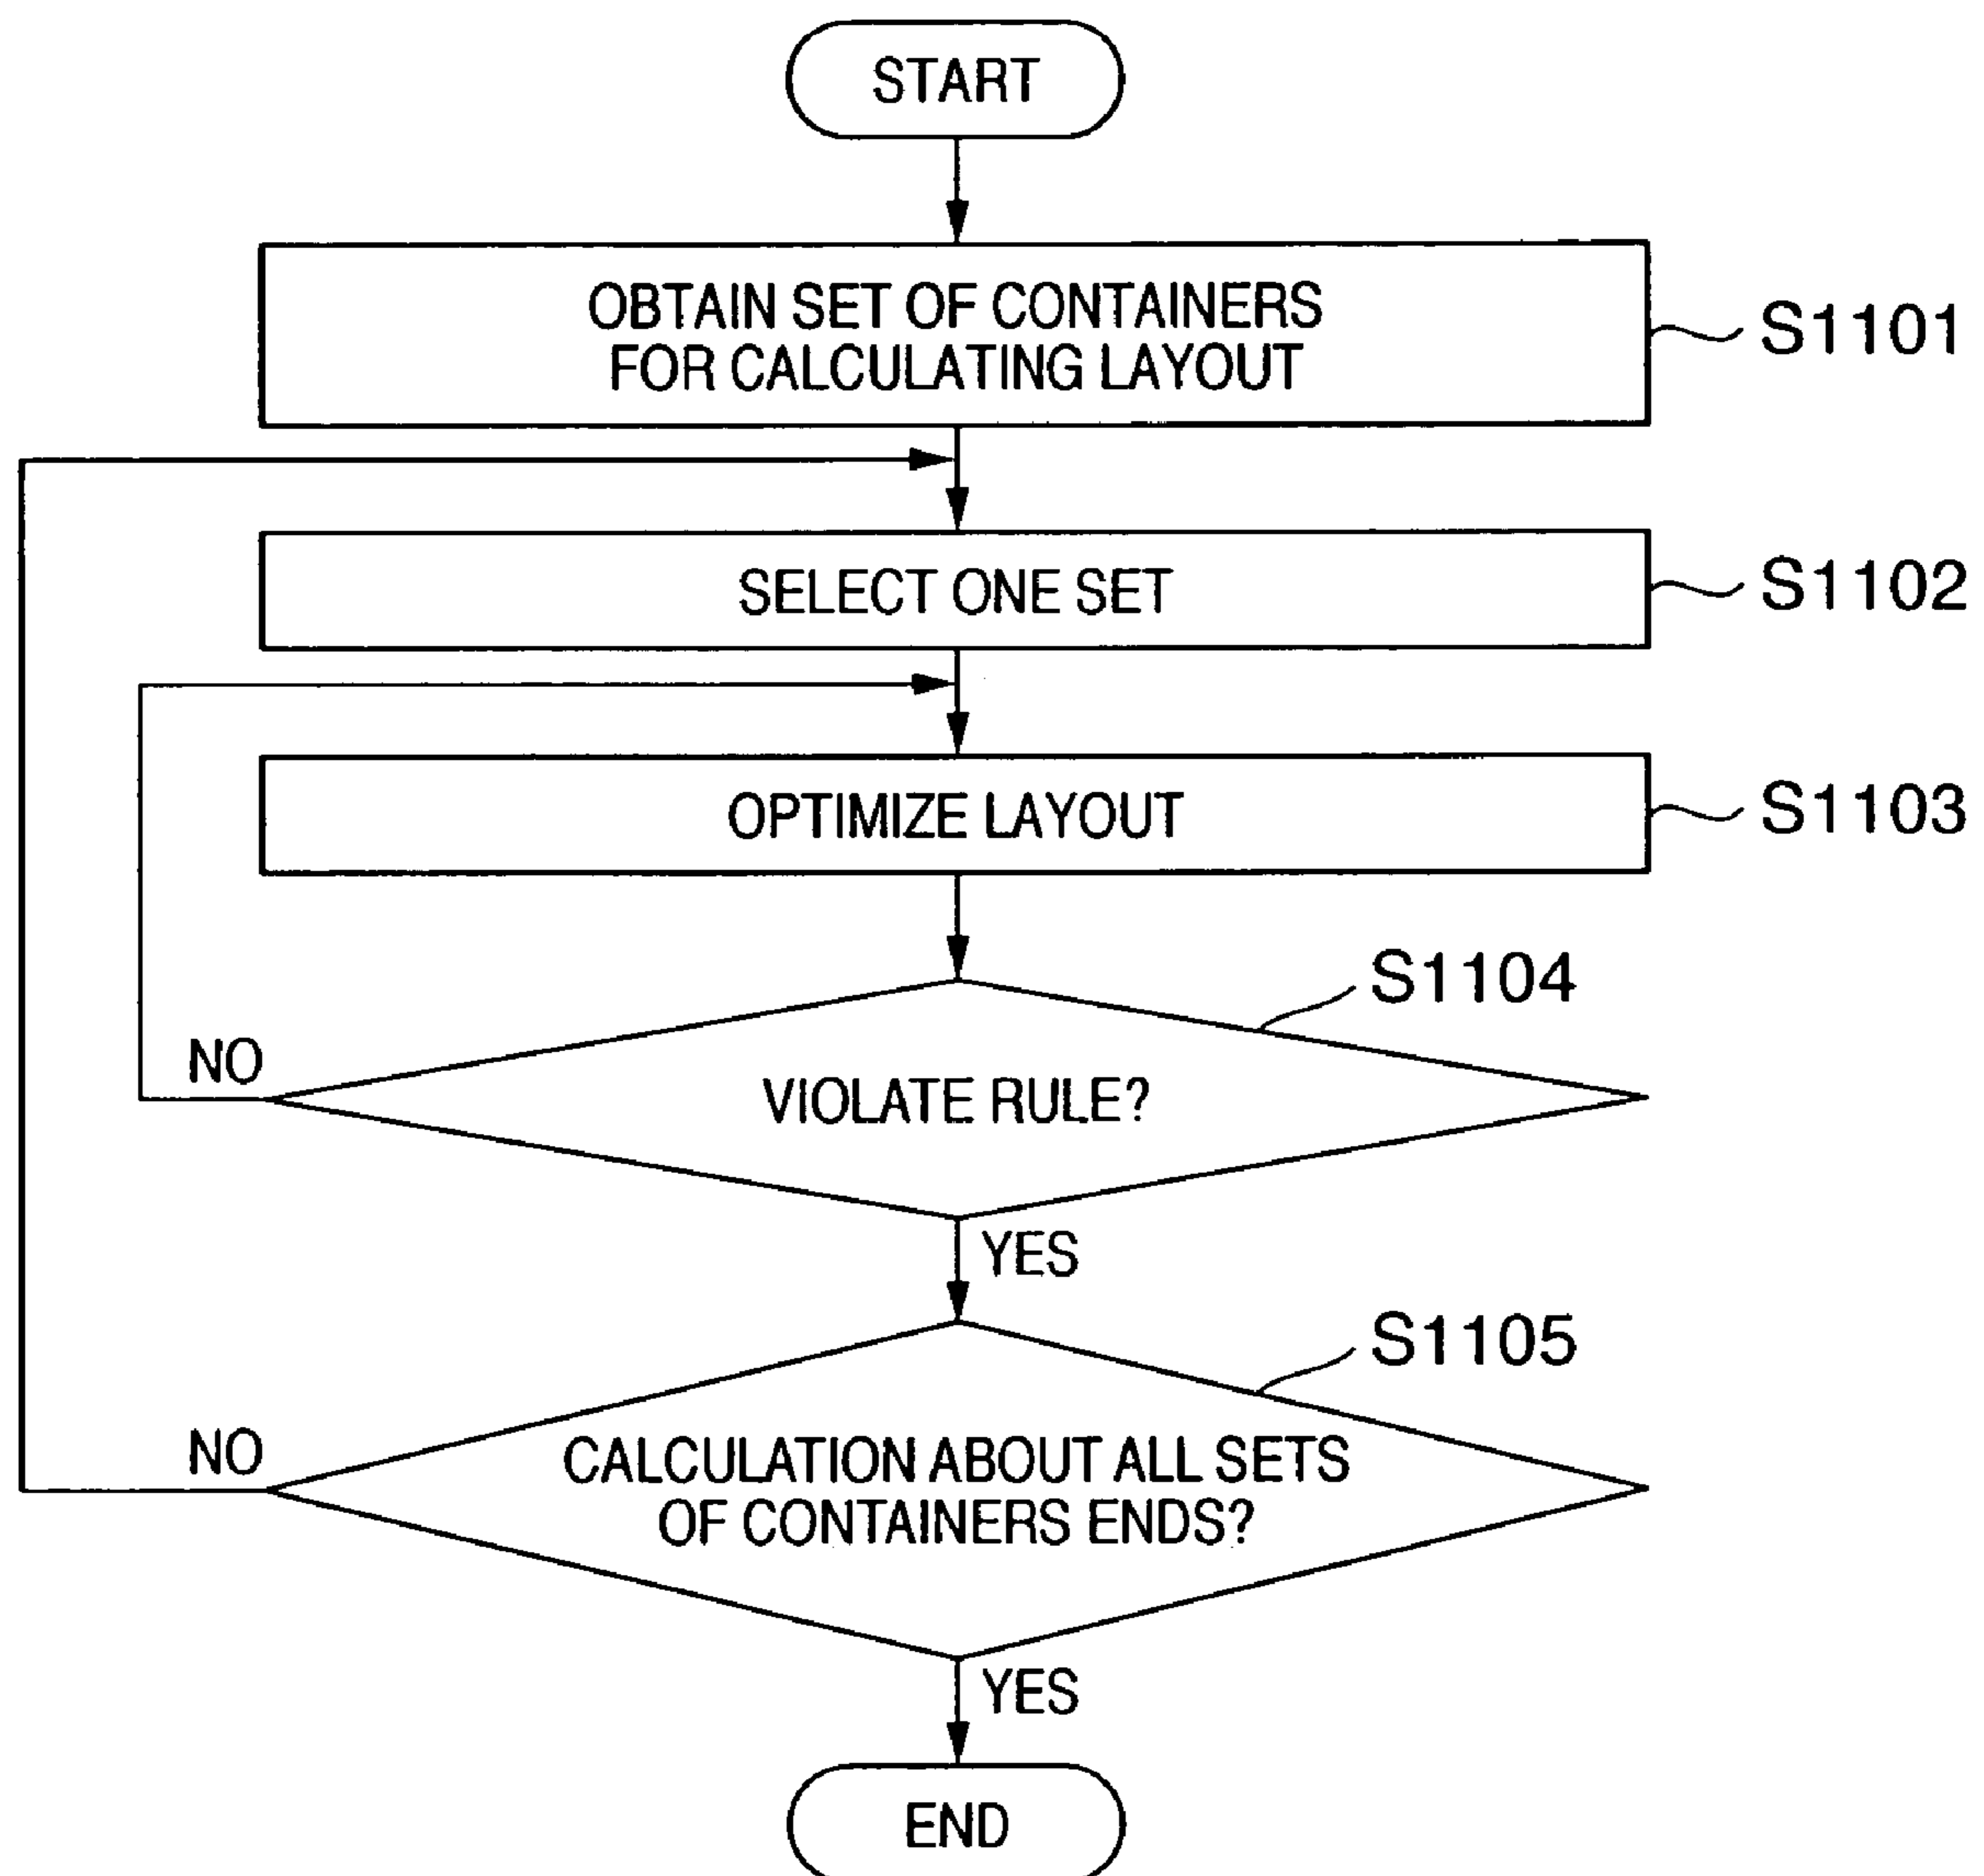 START
OBTAIN SET OF CONTAINERS
FOR CALCULATING LAYOUT
S1101
SELECT ONE SET
S1102
OPTIMIZE LAYOUT
S1103
S1104
NO
VIOLATE RULE?
YES
S1105
NO
CALCULATION ABOUT ALL SETS
OF CONTAINERS ENDS?
YES
END